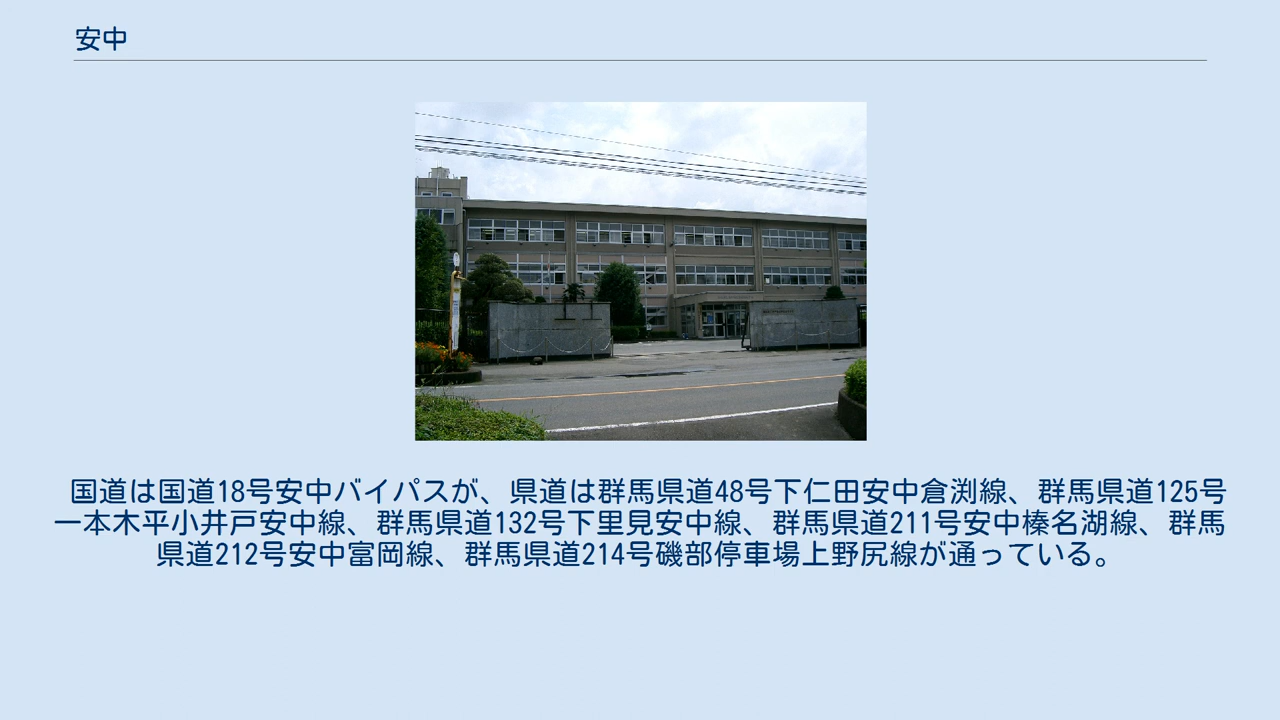 安中
国道は国道18号安中バイパスが、県道は群馬県道48号下仁田安中倉渕線、群馬県道125号
一本木平小井戸安中線、群馬県道132号下里見安中線、群馬県道211号安中榛名湖線、群馬
県道212号安中富岡線、群馬県道214号磯部停車場上野尻線が通っている。